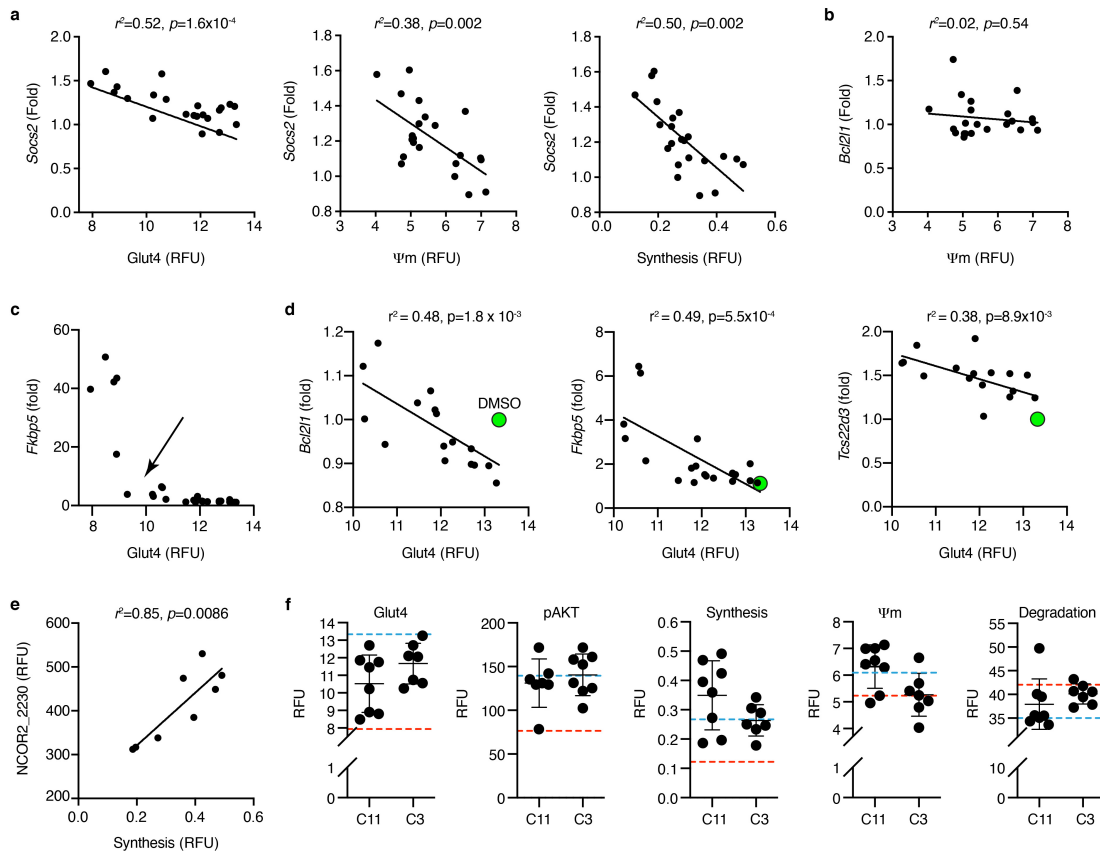 a
r²=0.52, p=1.6x10⁻⁴
Socs2 (Fold)
2.0
1.5
1.0
0.5
0.0
8 10 12 14
Glut4 (RFU)
r²=0.38, p=0.002
Socs2 (Fold)
1.8
1.6
1.4
1.2
1.0
0.8
3 4 5 6 7 8
Ψm (RFU)
r²=0.50, p=0.002
Socs2 (Fold)
1.8
1.6
1.4
1.2
1.0
0.8
0.0 0.2 0.4 0.6
Synthesis (RFU)
b
r²=0.02, p=0.54
Bcl2l1 (Fold)
2.0
1.5
1.0
0.5
0.0
3 4 5 6 7 8
Ψm (RFU)
c
Fkbp5 (fold)
60
40
20
0
8 10 12 14
Glut4 (RFU)
d
r² = 0.48, p=1.8 x 10⁻³
Bcl2l1 (fold)
1.2
1.1
1.0
0.9
0.8
DMSO
10 11 12 13 14
Glut4 (RFU)
r² = 0.49, p=5.5x10⁻⁴
Fkbp5 (fold)
8
6
4
2
0
10 11 12 13 14
Glut4 (RFU)
r² = 0.38, p=8.9x10⁻³
Tcs22d3 (fold)
2.0
1.5
1.0
0.5
0.0
10 11 12 13 14
Glut4 (RFU)
e
r²=0.85, p=0.0086
NCOR2_2230 (RFU)
600
500
400
300
200
0.0 0.2 0.4 0.6
Synthesis (RFU)
f
Glut4
RFU
14
13
12
11
10
9
8
1
0
C11 C3
pAKT
RFU
200
150
100
50
0
C11 C3
Synthesis
RFU
0.6
0.5
0.4
0.3
0.2
0.1
0.0
C11 C3
Ψm
RFU
8
7
6
5
4
1
0
C11 C3
Degradation
RFU
55
50
45
40
35
10
0
C11 C3